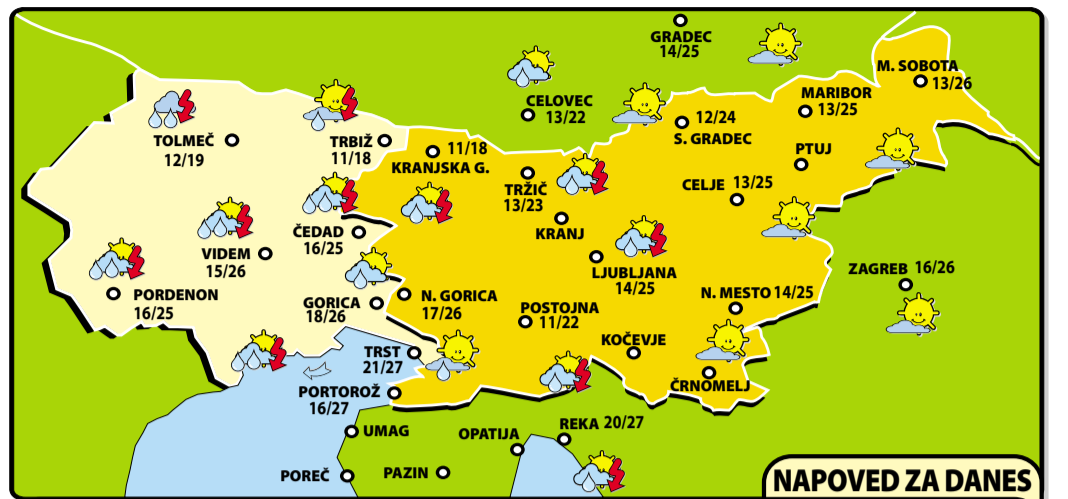 GRADEC
14/25
M. SOBOTA
13/26
MARIBOR
13/25
CELOVEC
13/22
12/24
S. GRADEC
TOLMEČ
12/19
TRBIŽ
11/18
11/18
KRANJSKA G.
PTUJ
TRŽIČ
13/23
CELJE 13/25
KRANJ
ČEDAD
16/25
VIDEM
15/26
LJUBLJANA
14/25
ZAGREB 16/26
PORDENON
16/25
GORICA
18/26
N. GORICA
17/26
N. MESTO 14/25
POSTOJNA
11/22
KOČEVJE
TRST
21/27
ČRNOMELJ
PORTOROŽ
16/27
UMAG
OPATIJA
REKA 20/27
POREČ
PAZIN
NAPOVED ZA DANES